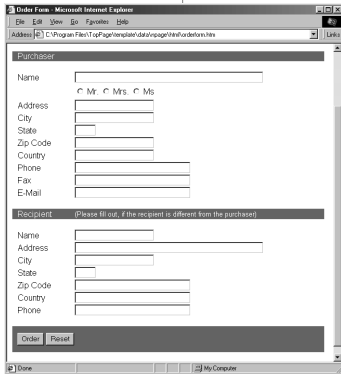 Order Form - Microsoft Internet Explorer
File Edit View Go Favorites Help
Address C:\Program Files\TopPage\template\data\npage\html\orderform.htm Links
Purchaser
Name
Mr. Mrs. Ms
Address
City
State
Zip Code
Country
Phone
Fax
E-Mail
Recipient (Please fill out, if the recipient is different from the purchaser)
Name
Address
City
State
Zip Code
Country
Phone
Order Reset
Done My Computer